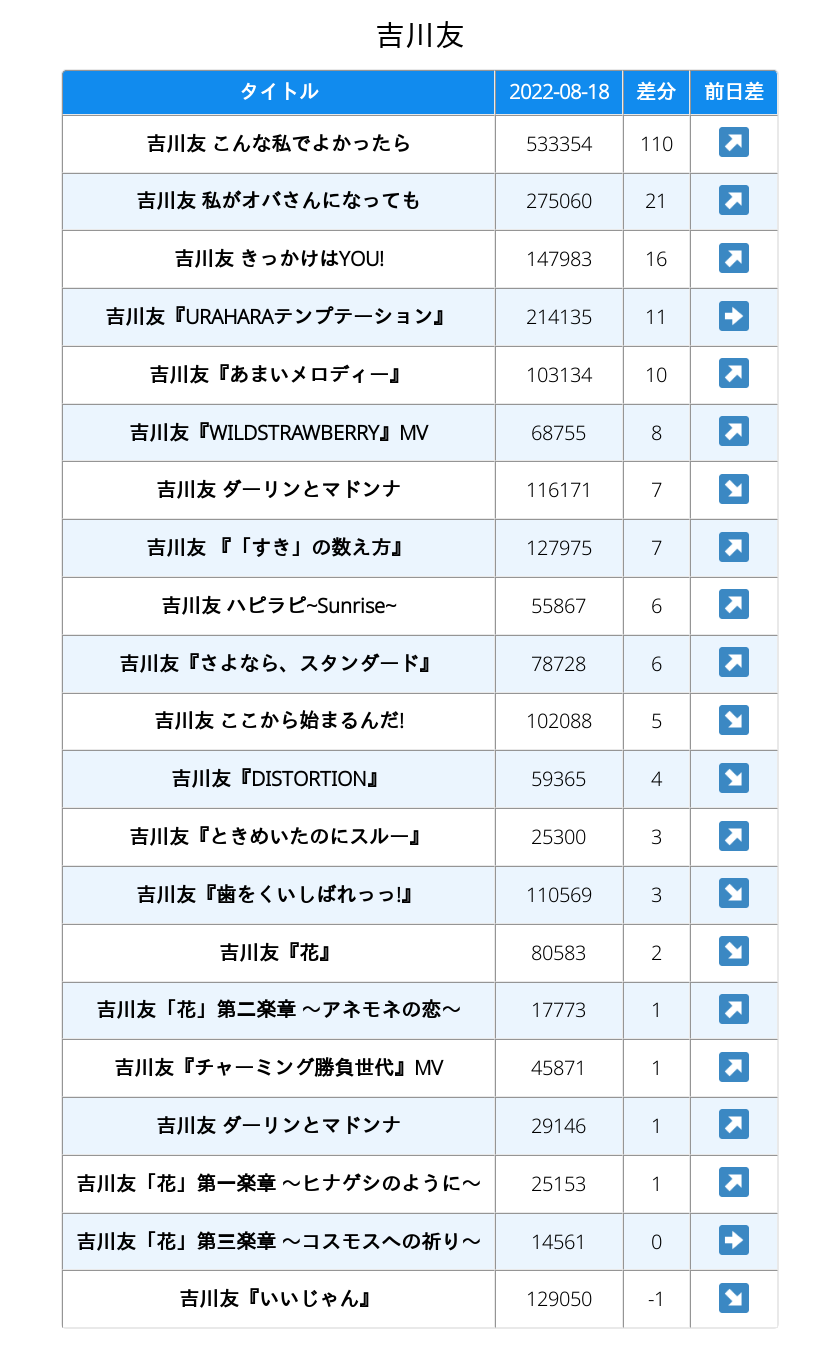 吉川友
タイトル 2022-08-18 差分 前日差
吉川友 こんな私でよかったら 533354 110
吉川友 私がオバさんになっても 275060 21
吉川友 きっかけはYOU! 147983 16
吉川友『URAHARAテンプテーション』 214135 11
吉川友『あまいメロディー』 103134 10
吉川友『WILDSTRAWBERRY』MV 68755 8
吉川友 ダーリンとマドンナ 116171 7
吉川友 『「すき」の数え方』 127975 7
吉川友 ハピラピ~Sunrise~ 55867 6
吉川友『さよなら、スタンダード』 78728 6
吉川友 ここから始まるんだ! 102088 5
吉川友『DISTORTION』 59365 4
吉川友『ときめいたのにスルー』 25300 3
吉川友『歯をくいしばれっっ!』 110569 3
吉川友『花』 80583 2
吉川友「花」第二楽章 〜アネモネの恋〜 17773 1
吉川友『チャーミング勝負世代』MV 45871 1
吉川友 ダーリンとマドンナ 29146 1
吉川友「花」第一楽章 〜ヒナゲシのように〜 25153 1
吉川友「花」第三楽章 〜コスモスへの祈り〜 14561 0
吉川友『いいじゃん』 129050 -1